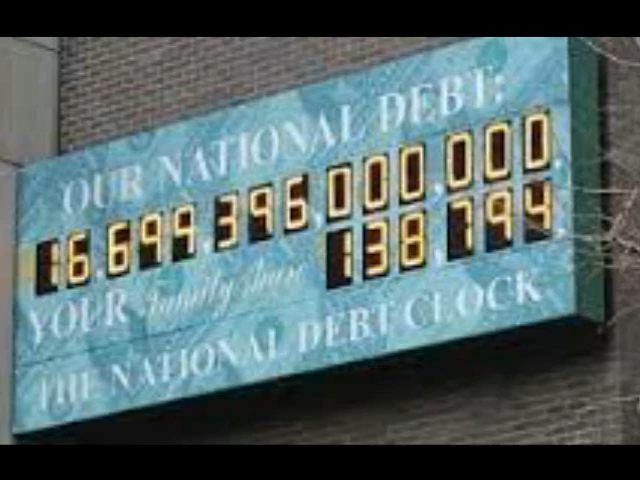 OUR NATIONAL DEBT:
16.699,396,000,000.
YOUR family share 138,794
THE NATIONAL DEBT CLOCK